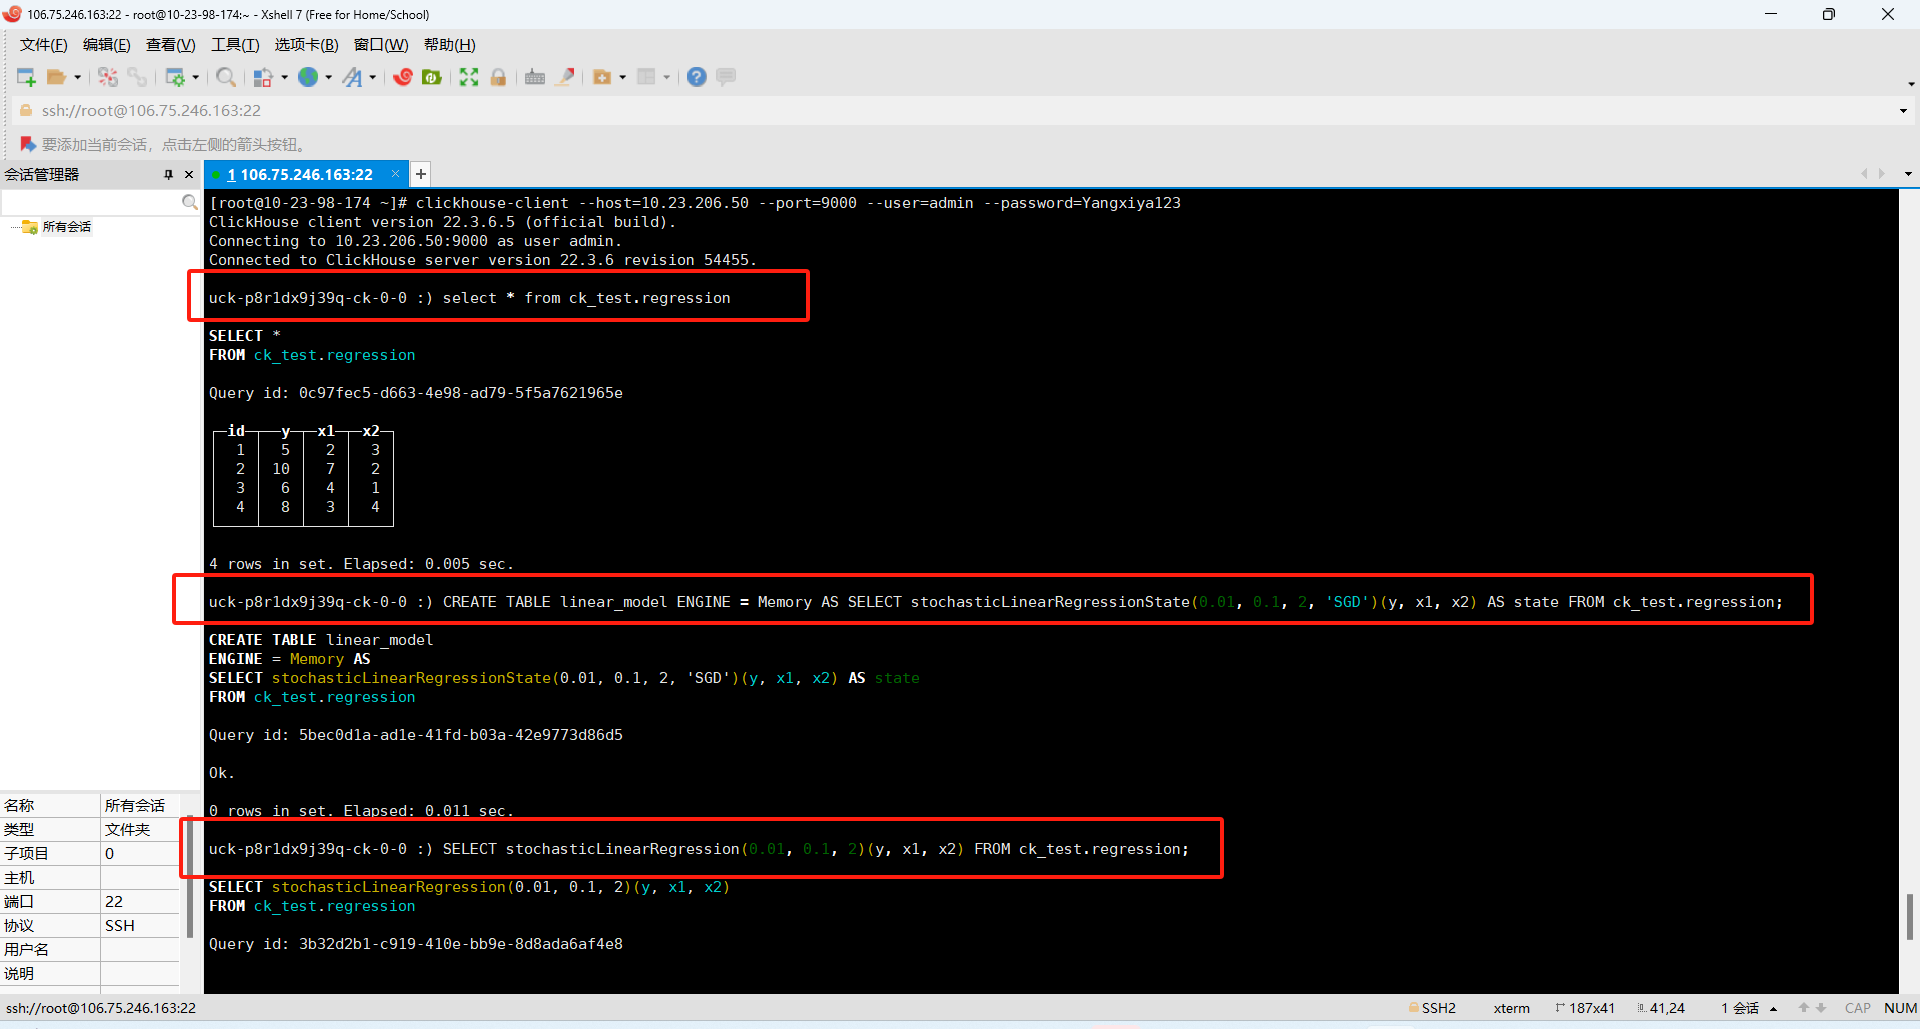 106.75.246.163:22 - root@10-23-98-174:~ - Xshell 7 (Free for Home/School)
文件(F) 编辑(E) 查看(V) 工具(T) 选项卡(B) 窗口(W) 帮助(H)
ssh://root@106.75.246.163:22
要添加当前会话，点击左侧的箭头按钮。
会话管理器
1 106.75.246.163:22
所有会话
[root@10-23-98-174 ~]# clickhouse-client --host=10.23.206.50 --port=9000 --user=admin --password=Yangxiya123
ClickHouse client version 22.3.6.5 (official build).
Connecting to 10.23.206.50:9000 as user admin.
Connected to ClickHouse server version 22.3.6 revision 54455.
uck-p8r1dx9j39q-ck-0-0 :) select * from ck_test.regression
SELECT *
FROM ck_test.regression
Query id: 0c97fec5-d663-4e98-ad79-5f5a7621965e
id y x1 x2
1 5 2 3
2 10 7 2
3 6 4 1
4 8 3 4
4 rows in set. Elapsed: 0.005 sec.
uck-p8r1dx9j39q-ck-0-0 :) CREATE TABLE linear_model ENGINE = Memory AS SELECT stochasticLinearRegressionState(0.01, 0.1, 2, 'SGD')(y, x1, x2) AS state FROM ck_test.regression;
CREATE TABLE linear_model
ENGINE = Memory AS
SELECT stochasticLinearRegressionState(0.01, 0.1, 2, 'SGD')(y, x1, x2) AS state
FROM ck_test.regression
Query id: 5bec0d1a-ad1e-41fd-b03a-42e9773d86d5
Ok.
0 rows in set. Elapsed: 0.011 sec.
uck-p8r1dx9j39q-ck-0-0 :) SELECT stochasticLinearRegression(0.01, 0.1, 2)(y, x1, x2) FROM ck_test.regression;
SELECT stochasticLinearRegression(0.01, 0.1, 2)(y, x1, x2)
FROM ck_test.regression
Query id: 3b32d2b1-c919-410e-bb9e-8d8ada6af4e8
名称 所有会话
类型 文件夹
子项目 0
主机
端口 22
协议 SSH
用户名
说明
ssh://root@106.75.246.163:22 SSH2 xterm 187x41 41,24 1 会话 CAP NUM